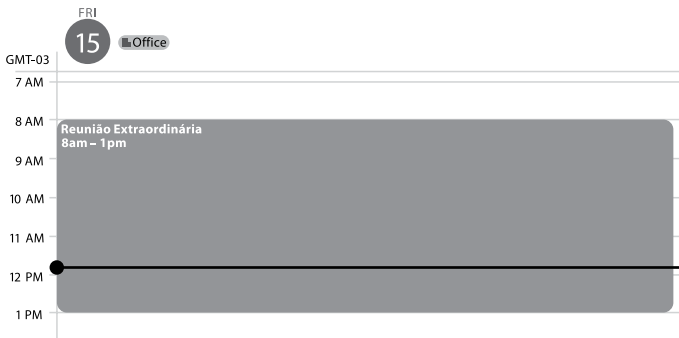 FRI
15
Office
GMT-03
7 AM
8 AM
Reunião Extraordinária
8am – 1pm
9 AM
10 AM
11 AM
12 PM
1 PM